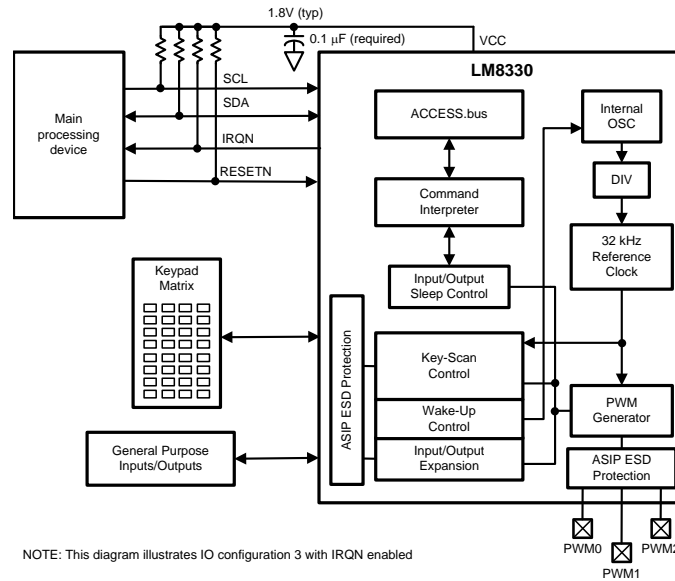 1.8V (typ)
0.1 µF (required)
VCC
LM8330
Main
processing
device
SCL
SDA
IRQN
RESETN
ACCESS.bus
Internal
OSC
DIV
Command
Interpreter
32 kHz
Reference
Clock
Keypad
Matrix
Input/Output
Sleep Control
ASIP ESD Protection
Key-Scan
Control
Wake-Up
Control
Input/Output
Expansion
PWM
Generator
General Purpose
Inputs/Outputs
ASIP ESD
Protection
PWM0
PWM1
PWM2
NOTE: This diagram illustrates IO configuration 3 with IRQN enabled